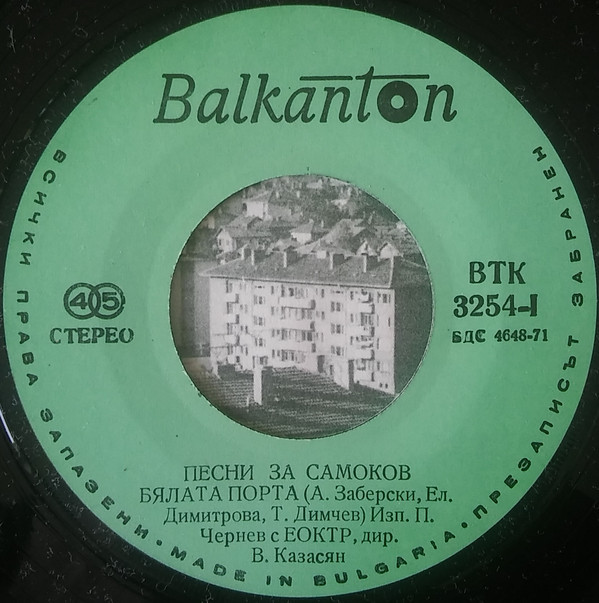 Balkanton
ВСИЧКИ ПРАВА ЗАПАЗЕНИ • MADE IN BULGARIA • ПРЕЗАПИСЪТ ЗАБРАНЕН
45
СТЕРЕО
ВТК
3254-I
БДС 4648-71
ПЕСНИ ЗА САМОКОВ
БЯЛАТА ПОРТА (А. Заберски, Ел.
Димитрова, Т. Димчев) Изп. П.
Чернев с ЕОКТР, дир.
В. Казасян